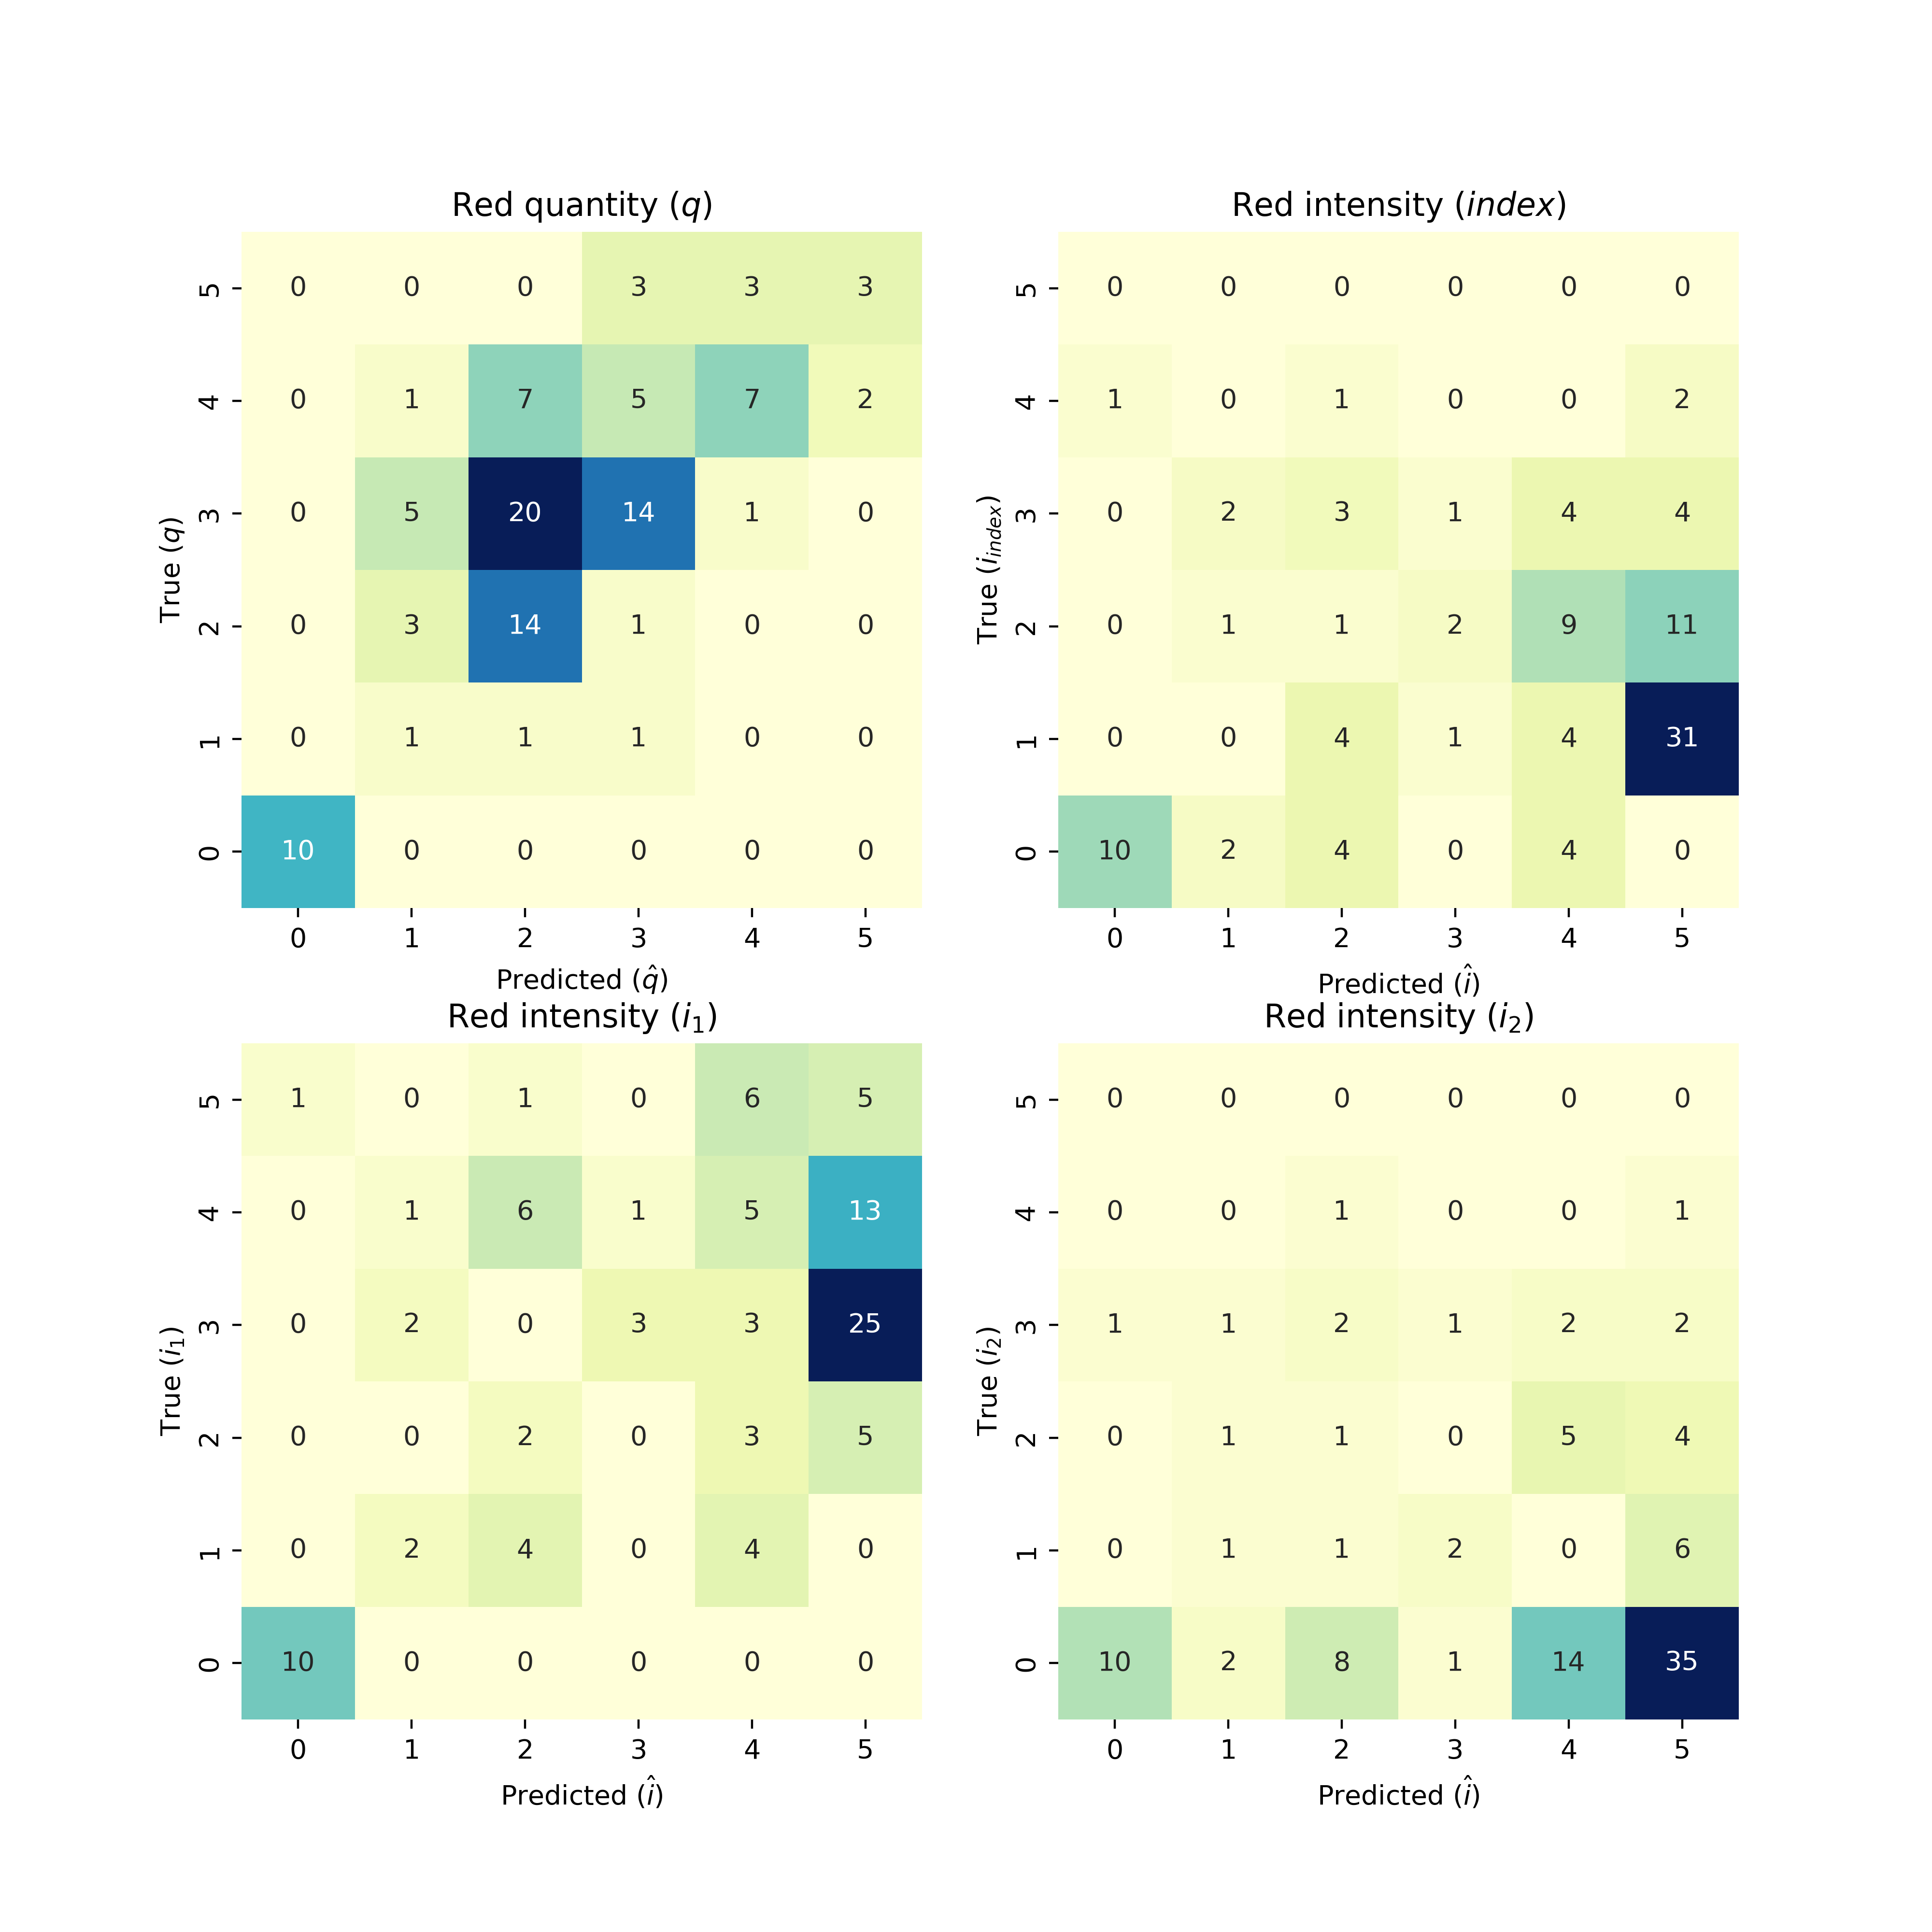 Red quantity (q)
5 0 0 0 3 3 3
4 0 1 7 5 7 2
3 0 5 20 14 1 0
2 0 3 14 1 0 0
1 0 1 1 1 0 0
0 10 0 0 0 0 0
0 1 2 3 4 5
True (q)
Predicted (q̂)
Red intensity (index)
5 0 0 0 0 0 0
4 1 0 1 0 0 2
3 0 2 3 1 4 4
2 0 1 1 2 9 11
1 0 0 4 1 4 31
0 10 2 4 0 4 0
0 1 2 3 4 5
True (i_index)
Predicted (î)
Red intensity (i₁)
5 1 0 1 0 6 5
4 0 1 6 1 5 13
3 0 2 0 3 3 25
2 0 0 2 0 3 5
1 0 2 4 0 4 0
0 10 0 0 0 0 0
0 1 2 3 4 5
True (i₁)
Predicted (î)
Red intensity (i₂)
5 0 0 0 0 0 0
4 0 0 1 0 0 1
3 1 1 2 1 2 2
2 0 1 1 0 5 4
1 0 1 1 2 0 6
0 10 2 8 1 14 35
0 1 2 3 4 5
True (i₂)
Predicted (î)